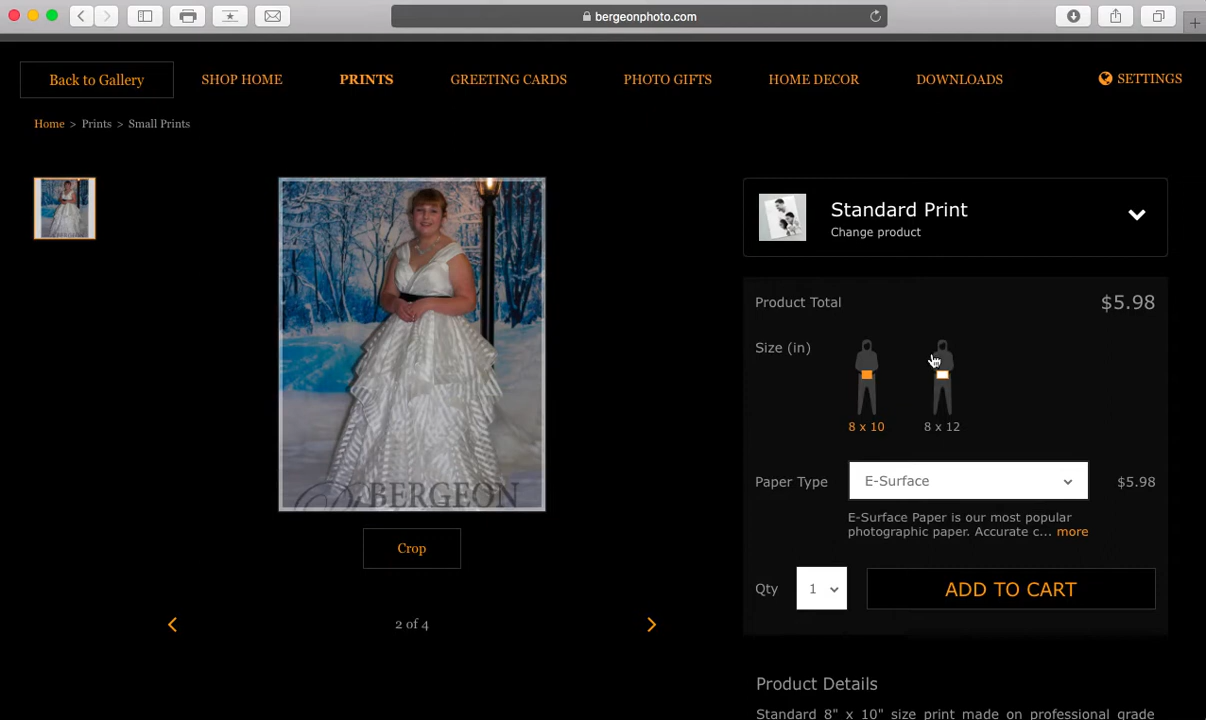 bergeonphoto.com
Back to Gallery
SHOP HOME
PRINTS
GREETING CARDS
PHOTO GIFTS
HOME DECOR
DOWNLOADS
SETTINGS
Home > Prints > Small Prints
BERGEON
Crop
2 of 4
Standard Print
Change product
Product Total $5.98
Size (in)
8 x 10 8 x 12
Paper Type E-Surface $5.98
E-Surface Paper is our most popular
photographic paper. Accurate c... more
Qty 1 ADD TO CART
Product Details
Standard 8" x 10" size print made on professional grade